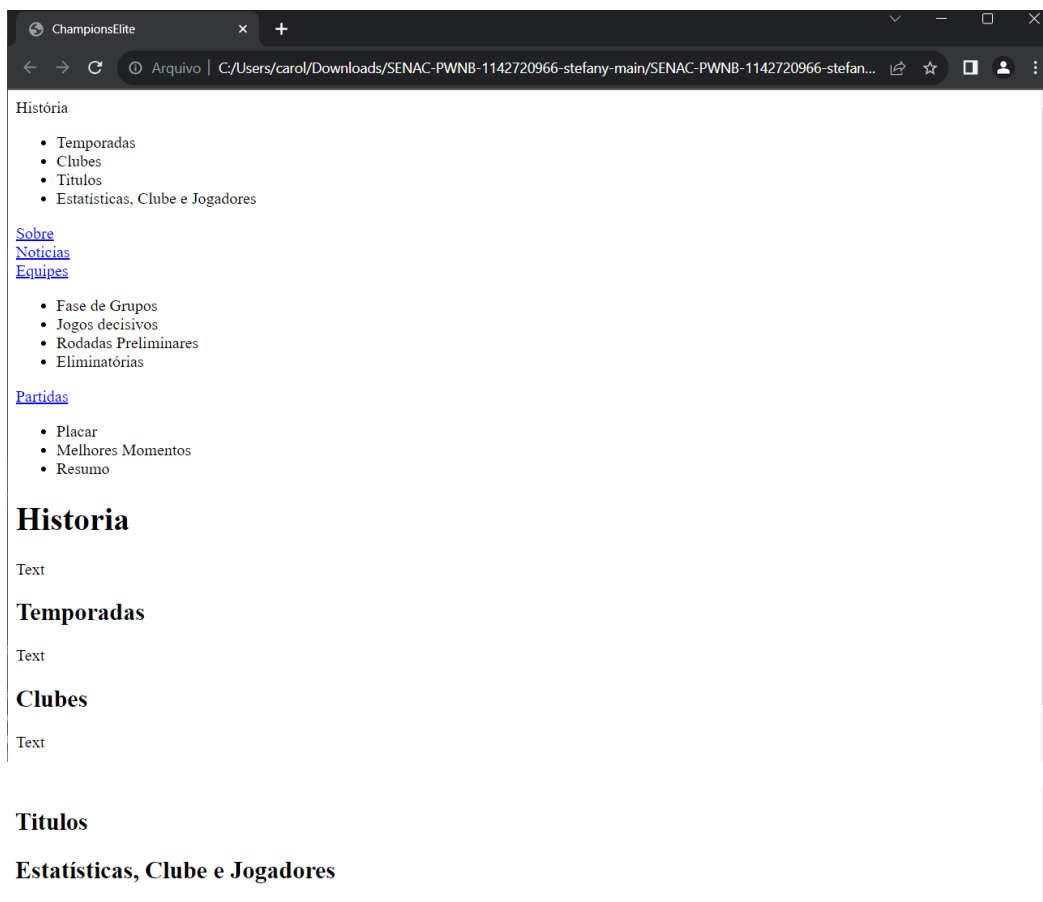 ChampionsElite
Arquivo | C:/Users/carol/Downloads/SENAC-PWNB-1142720966-stefany-main/SENAC-PWNB-1142720966-stefan...
História
Temporadas
Clubes
Titulos
Estatísticas, Clube e Jogadores
Sobre
Noticias
Equipes
Fase de Grupos
Jogos decisivos
Rodadas Preliminares
Eliminatórias
Partidas
Placar
Melhores Momentos
Resumo
Historia
Text
Temporadas
Text
Clubes
Text
Titulos
Estatísticas, Clube e Jogadores